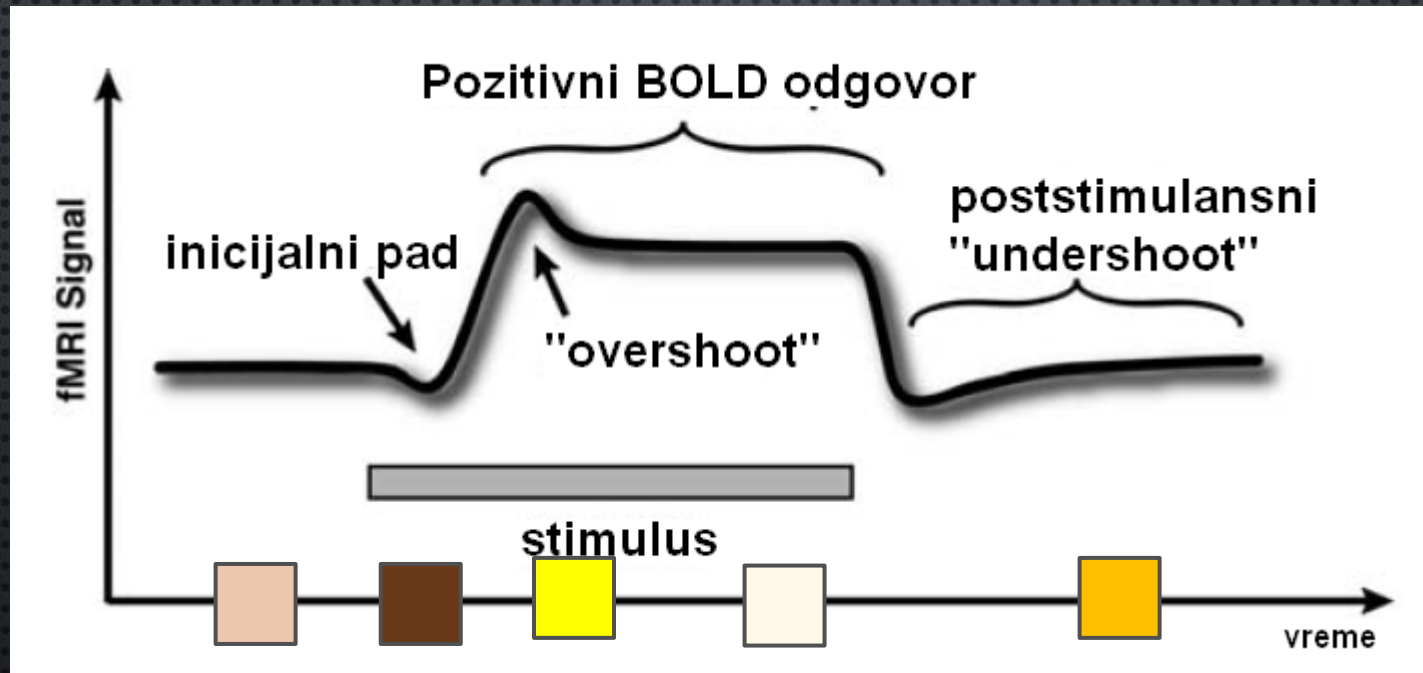 Pozitivni BOLD odgovor
poststimulansni
"undershoot"
inicijalni pad
"overshoot"
fMRI Signal
stimulus
vreme